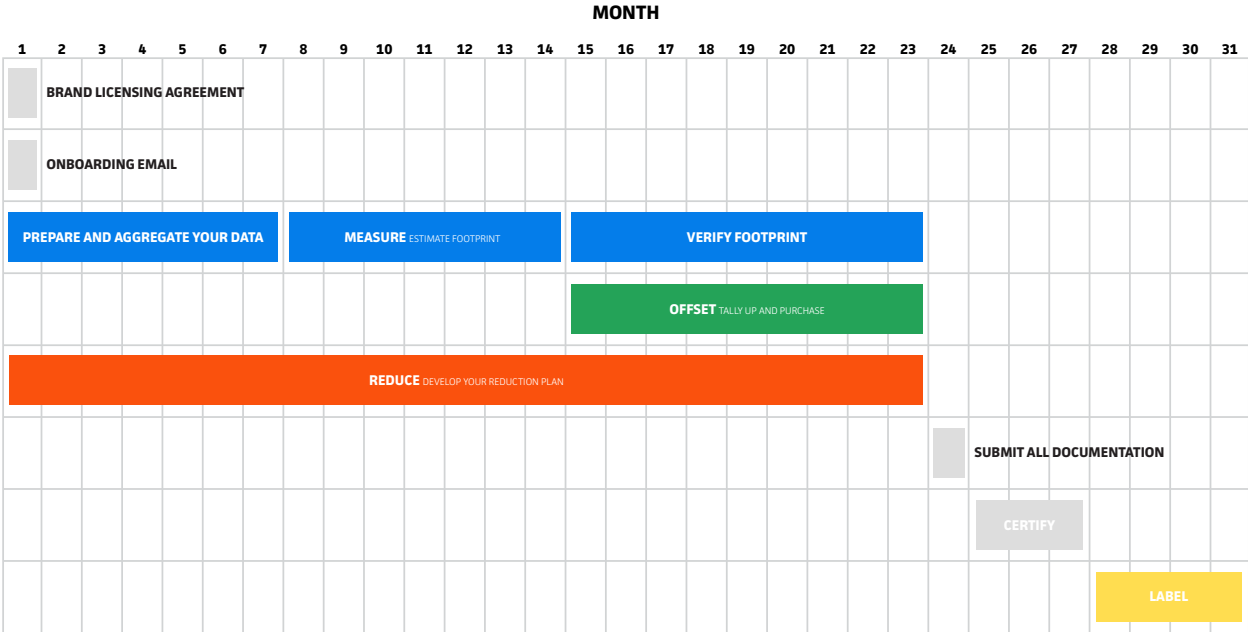 MONTH
1 2 3 4 5 6 7 8 9 10 11 12 13 14 15 16 17 18 19 20 21 22 23 24 25 26 27 28 29 30 31
BRAND LICENSING AGREEMENT
ONBOARDING EMAIL
PREPARE AND AGGREGATE YOUR DATA MEASURE ESTIMATE FOOTPRINT VERIFY FOOTPRINT
OFFSET TALLY UP AND PURCHASE
REDUCE DEVELOP YOUR REDUCTION PLAN
SUBMIT ALL DOCUMENTATION
CERTIFY
LABEL